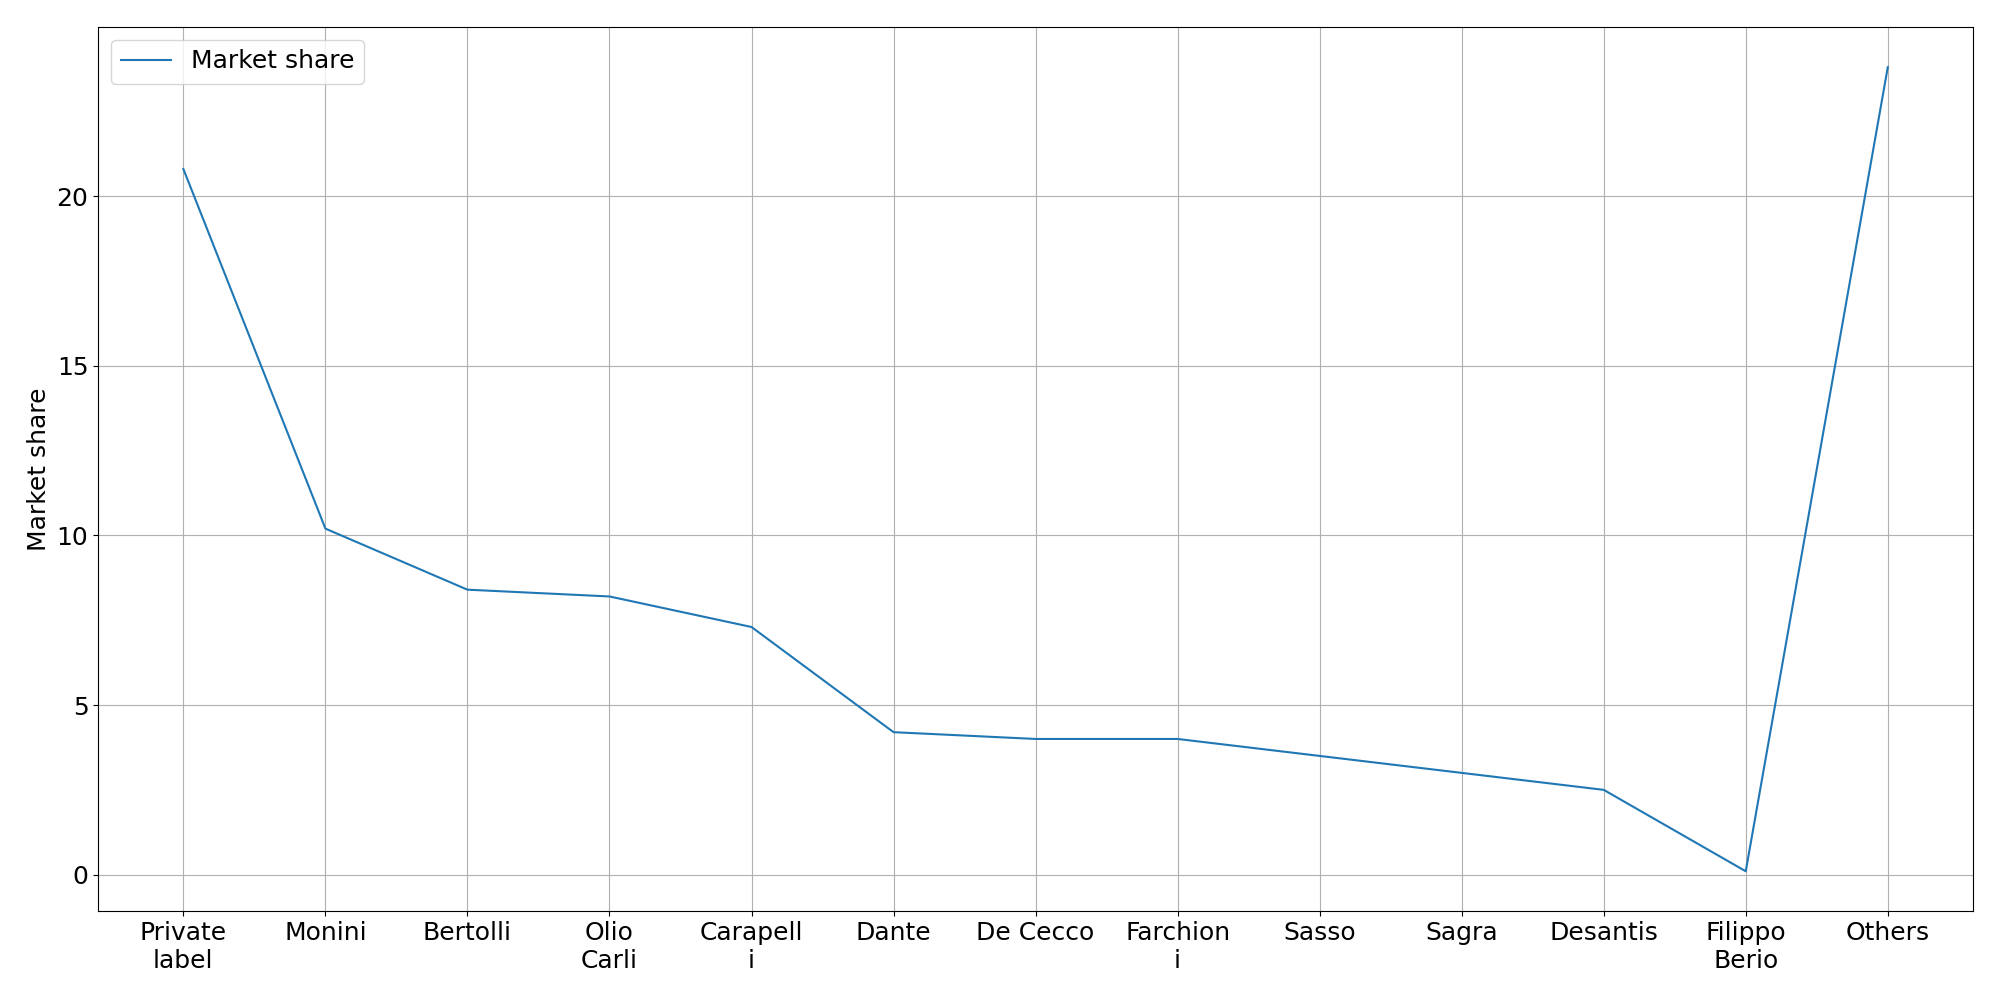 Market share
Market share
20
15
10
5
0
Private
label
Monini
Bertolli
Olio
Carli
Carapell
i
Dante
De Cecco
Farchion
i
Sasso
Sagra
Desantis
Filippo
Berio
Others